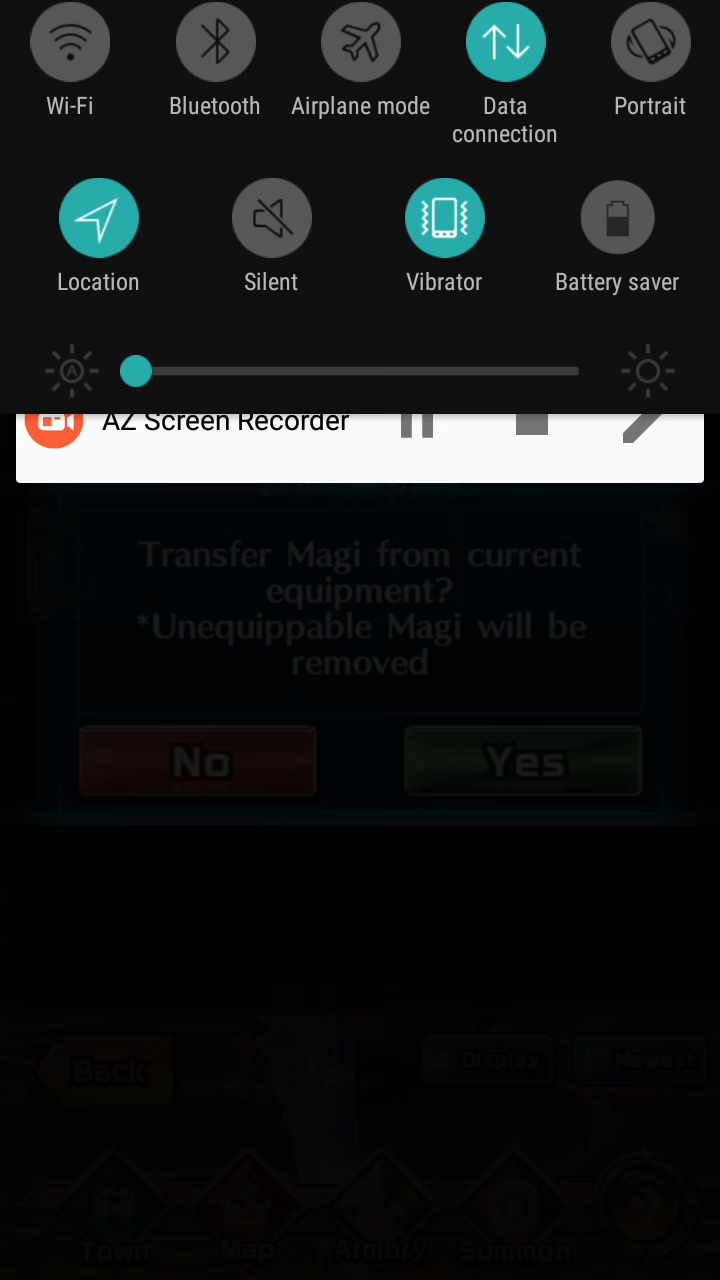 Wi-Fi
Bluetooth
Airplane mode
Data
connection
Portrait
Location
Silent
Vibrator
Battery saver
A
AZ Screen Recorder
Transfer Magi from current
equipment?
*Unequippable Magi will be
removed
No
Yes
Back
Display
Newest
Town
Map
Armory
Summon